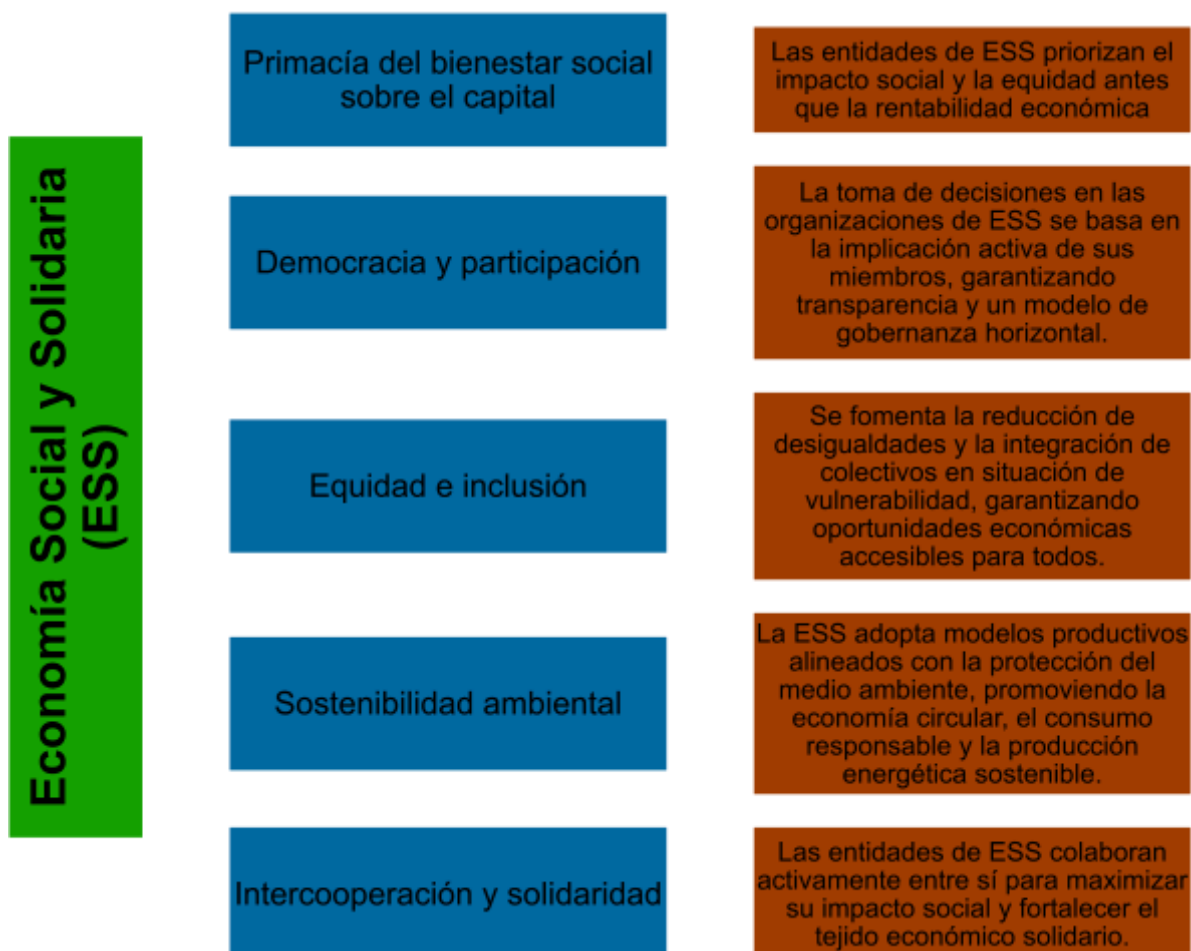 Economía Social y Solidaria
(ESS)
Primacía del bienestar social
sobre el capital
Las entidades de ESS priorizan el
impacto social y la equidad antes
que la rentabilidad económica
Democracia y participación
La toma de decisiones en las
organizaciones de ESS se basa en
la implicación activa de sus
miembros, garantizando
transparencia y un modelo de
gobernanza horizontal.
Equidad e inclusión
Se fomenta la reducción de
desigualdades y la integración de
colectivos en situación de
vulnerabilidad, garantizando
oportunidades económicas
accesibles para todos.
Sostenibilidad ambiental
La ESS adopta modelos productivos
alineados con la protección del
medio ambiente, promoviendo la
economía circular, el consumo
responsable y la producción
energética sostenible.
Intercooperación y solidaridad
Las entidades de ESS colaboran
activamente entre sí para maximizar
su impacto social y fortalecer el
tejido económico solidario.